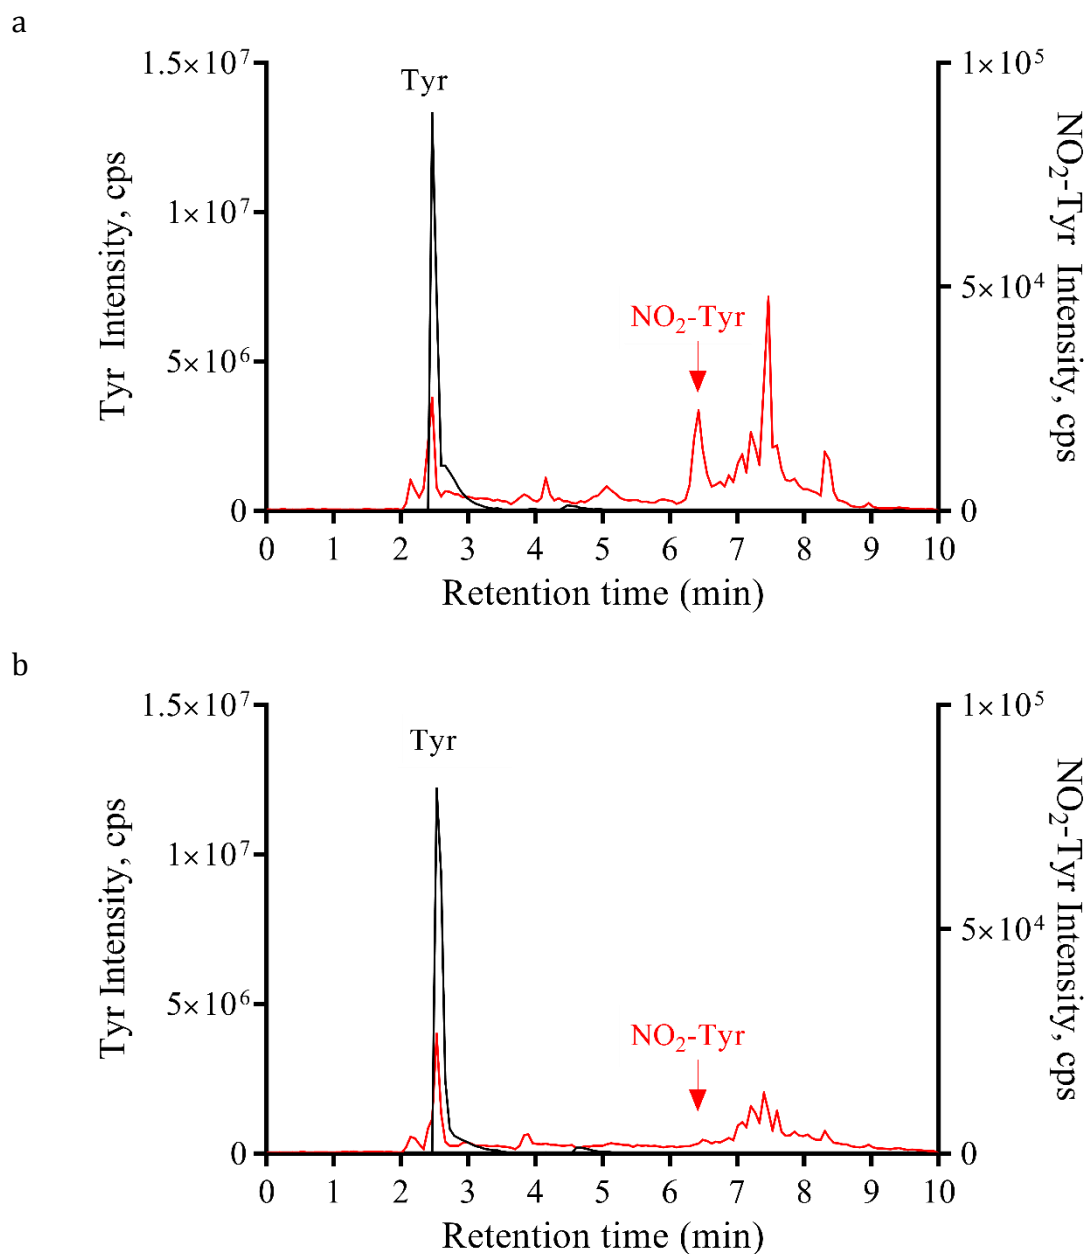 a
Tyr
NO₂-Tyr
Tyr Intensity, cps
NO₂-Tyr Intensity, cps
1.5×10⁷
1×10⁷
5×10⁶
0
1×10⁵
5×10⁴
0
0 1 2 3 4 5 6 7 8 9 10
Retention time (min)
b
Tyr
NO₂-Tyr
Tyr Intensity, cps
NO₂-Tyr Intensity, cps
1.5×10⁷
1×10⁷
5×10⁶
0
1×10⁵
5×10⁴
0
0 1 2 3 4 5 6 7 8 9 10
Retention time (min)